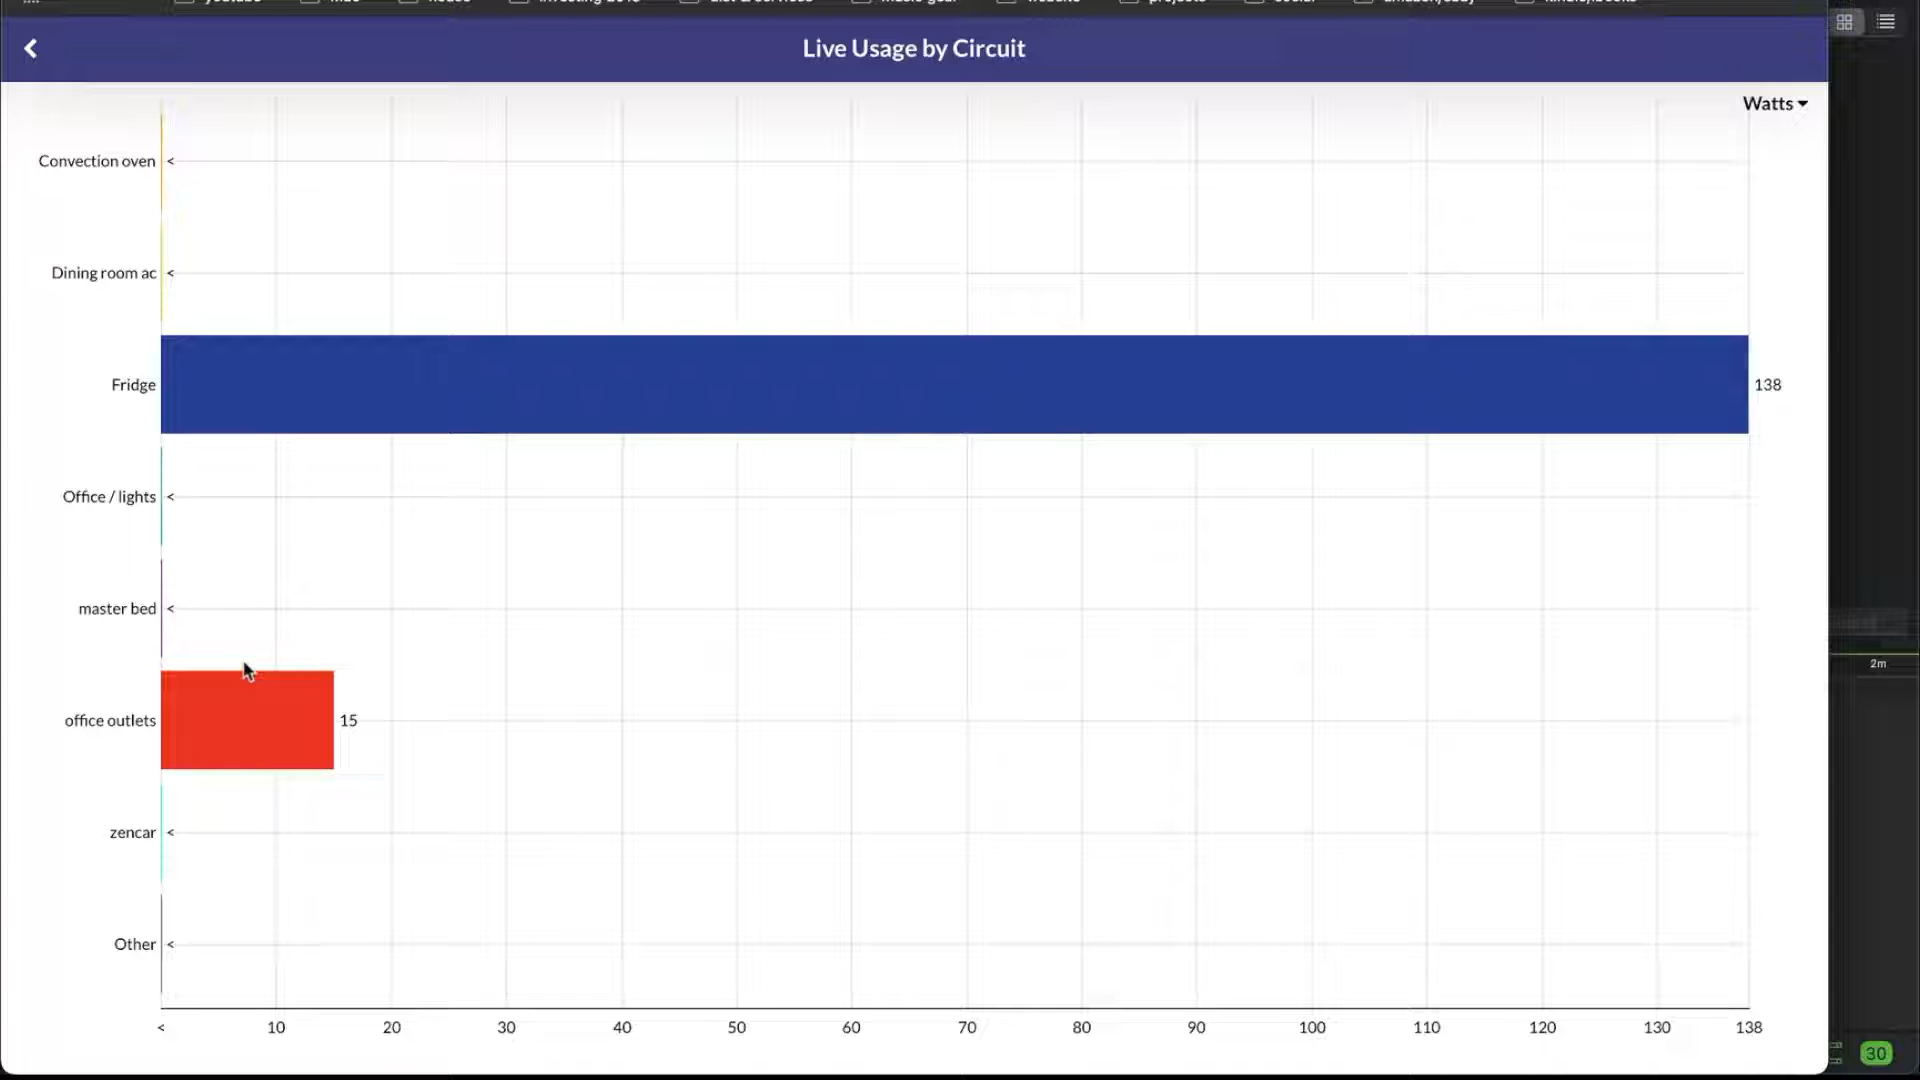 Live Usage by Circuit
Watts
Convection oven <
Dining room ac <
Fridge 138
Office / lights <
master bed <
office outlets 15
zencar <
Other <
< 10 20 30 40 50 60 70 80 90 100 110 120 130 138
2m
30